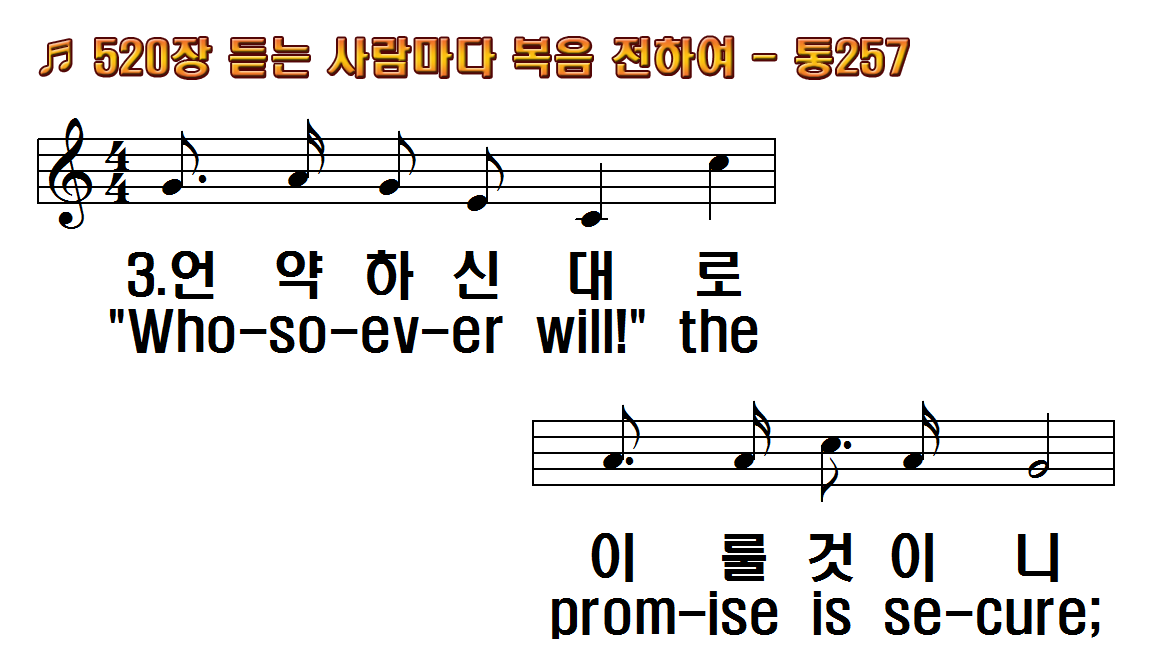 ♬ 520장 듣는 사람마다 복음 전하여 - 통257
3.언 약 하 신 대 로
"Who-so-ev-er will!" the
이 룰 것 이 니
prom-ise is se-cure;